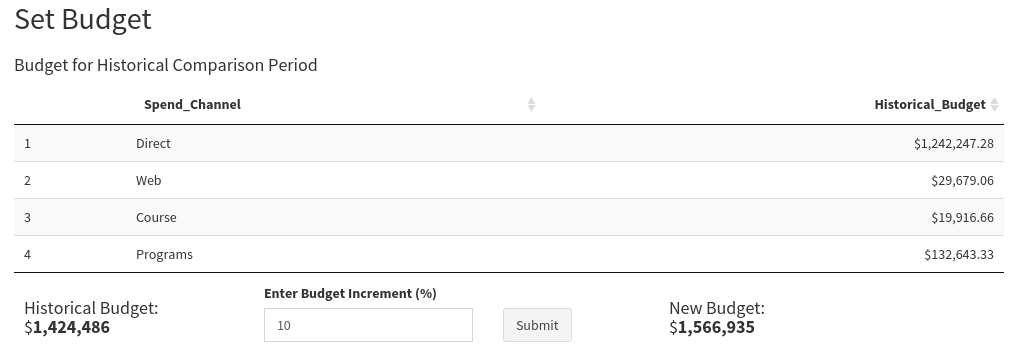 Set Budget
Budget for Historical Comparison Period
Spend_Channel Historical_Budget
1 Direct $1,242,247.28
2 Web $29,679.06
3 Course $19,916.66
4 Programs $132,643.33
Enter Budget Increment (%)
Historical Budget: New Budget:
$1,424,486 10 Submit $1,566,935